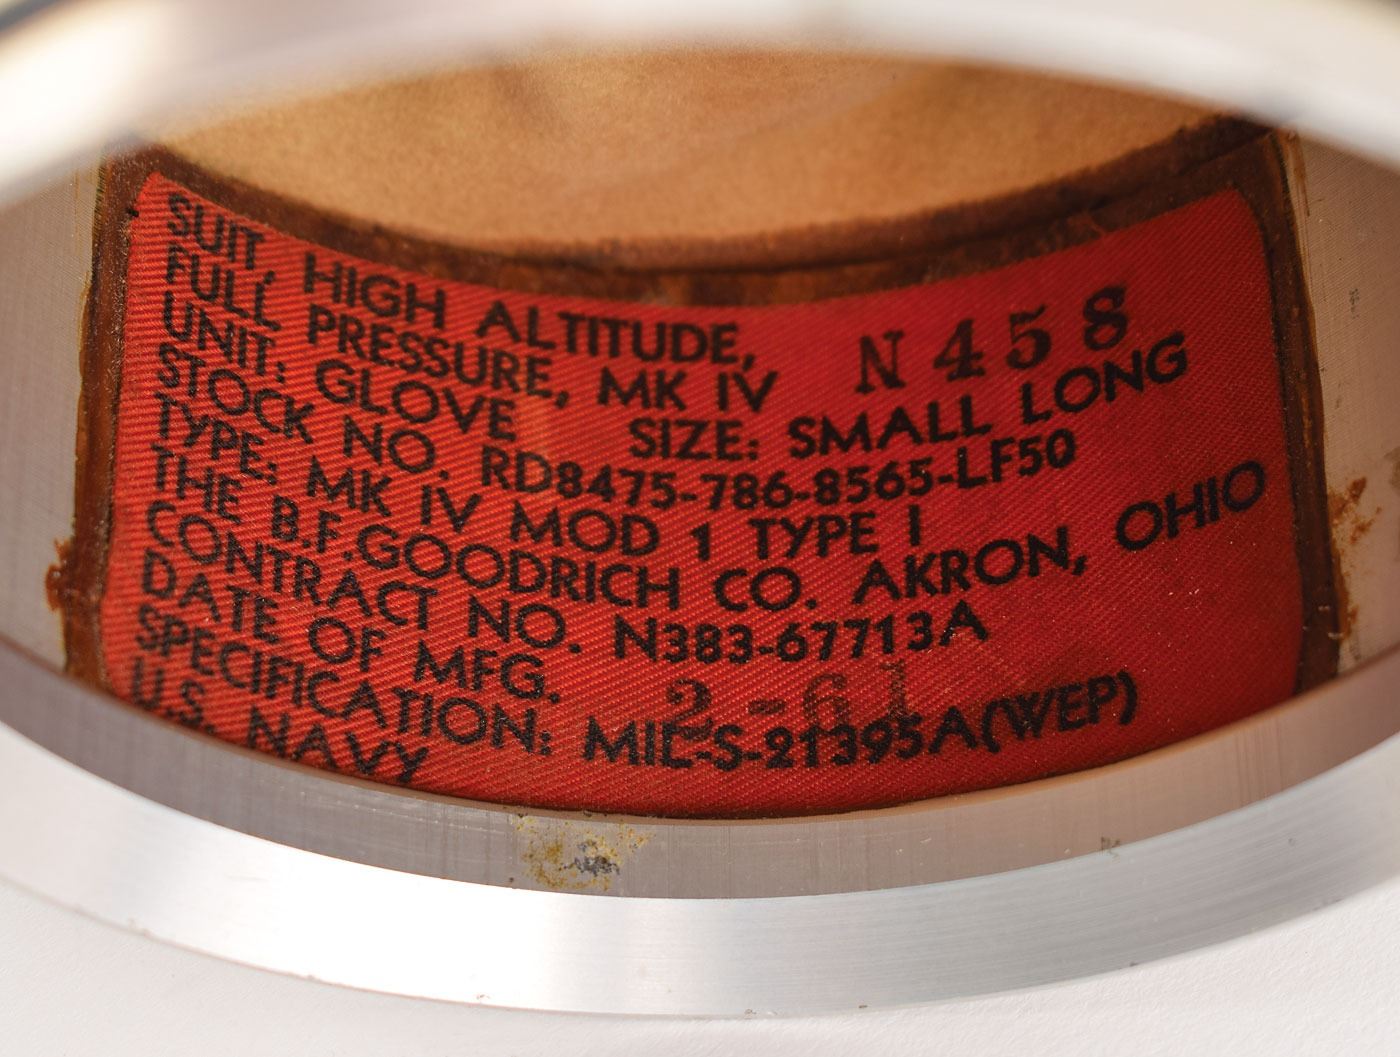 SUIT, HIGH ALTITUDE,
FULL PRESSURE, MK IV N458
UNIT: GLOVE SIZE: SMALL LONG
STOCK NO. RD8475-786-8565-LF50
TYPE: MK IV MOD 1 TYPE I
THE B.F.GOODRICH CO. AKRON, OHIO
CONTRACT NO. N383-67713A
DATE OF MFG. 2-61
SPECIFICATION: MIL-S-21395A(WEP)
U.S. NAVY